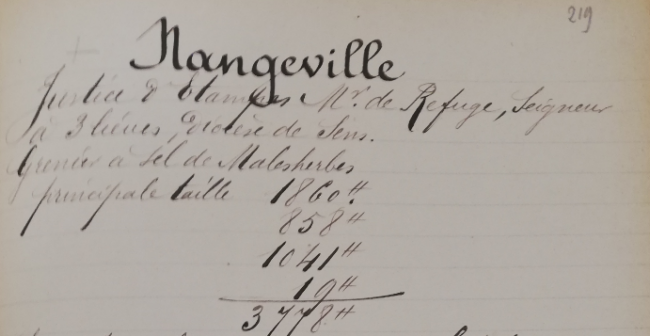 219
Nangeville
Justice d'Etampes Mr. de Refuge, Seigneur
à 3 lieues, diocèse de Sens.
Grenier à Sel de Malesherbes
principale taille 1860 ₶.
858 ₶
1041 ₶
19 ₶
3778 ₶